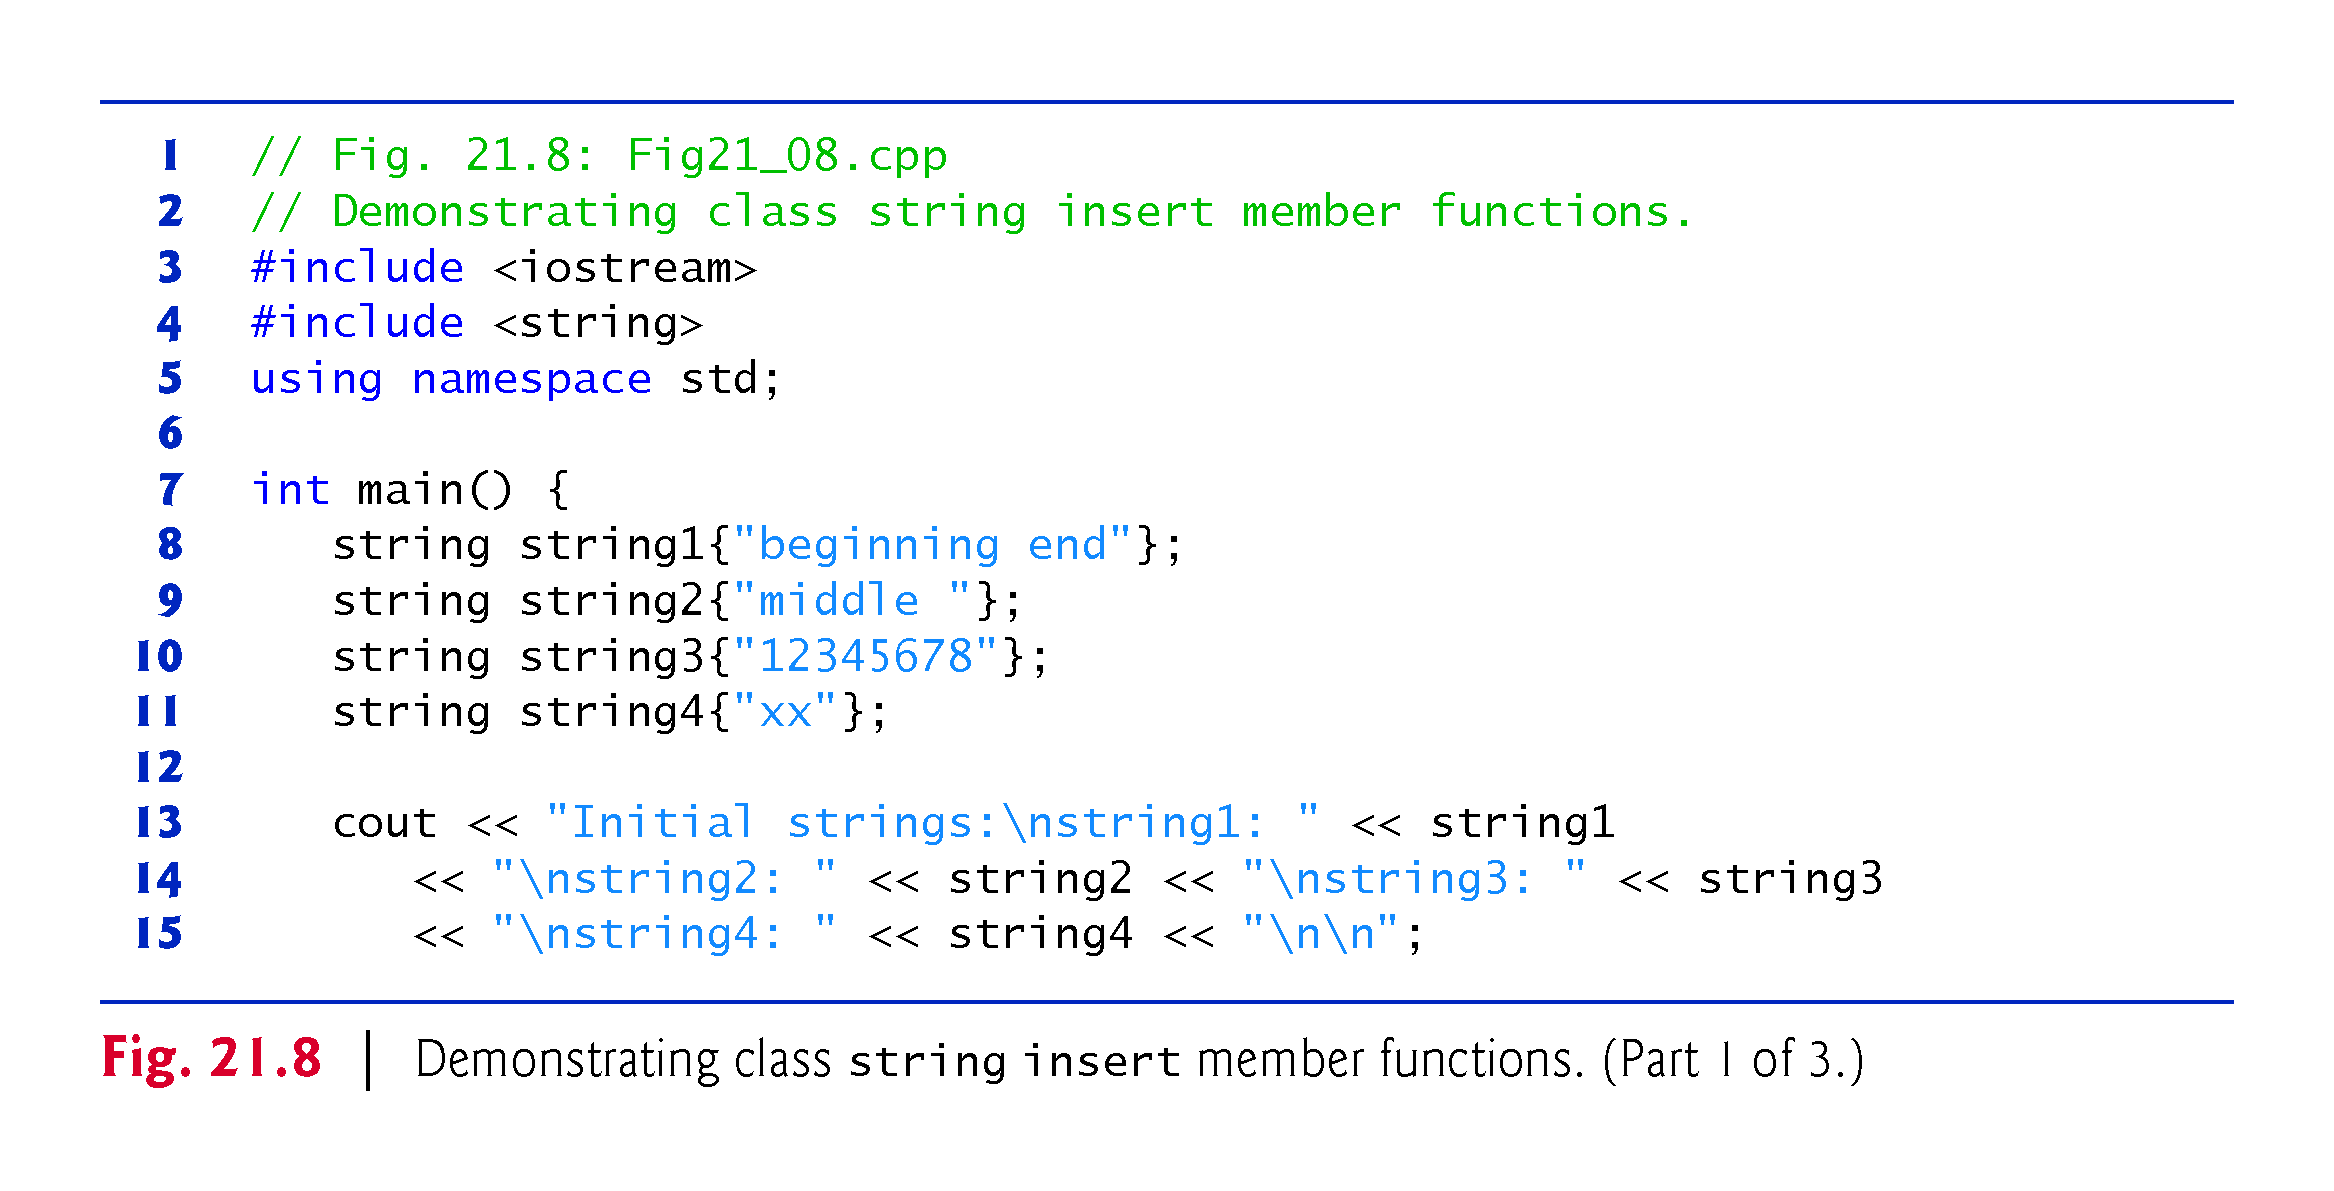 1 // Fig. 21.8: Fig21_08.cpp
2 // Demonstrating class string insert member functions.
3 #include <iostream>
4 #include <string>
5 using namespace std;
6
7 int main() {
8    string string1{"beginning end"};
9    string string2{"middle "};
10    string string3{"12345678"};
11    string string4{"xx"};
12
13    cout << "Initial strings:\nstring1: " << string1
14       << "\nstring2: " << string2 << "\nstring3: " << string3
15       << "\nstring4: " << string4 << "\n\n";
Fig. 21.8 | Demonstrating class string insert member functions. (Part 1 of 3.)